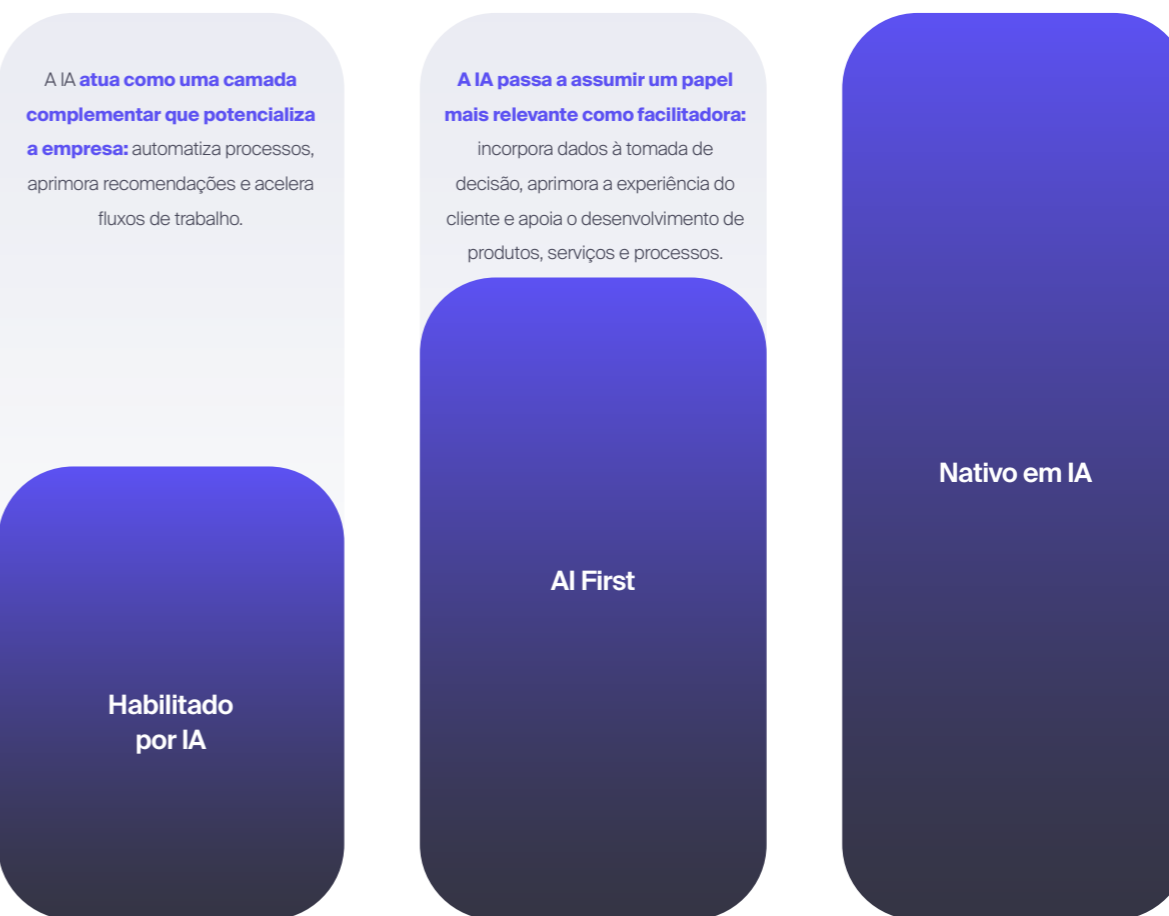 A IA atua como uma camada
complementar que potencializa
a empresa: automatiza processos,
aprimora recomendações e acelera
fluxos de trabalho.
Habilitado
por IA
A IA passa a assumir um papel
mais relevante como facilitadora:
incorpora dados à tomada de
decisão, aprimora a experiência do
cliente e apoia o desenvolvimento de
produtos, serviços e processos.
AI First
Nativo em IA